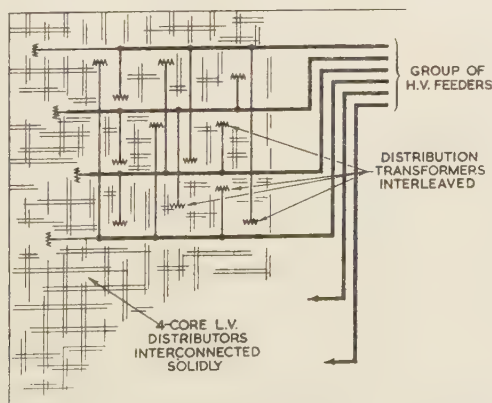 GROUP OF
H.V. FEEDERS
DISTRIBUTION
TRANSFORMERS
INTERLEAVED
4-CORE L.V.
DISTRIBUTORS
INTERCONNECTED
SOLIDLY